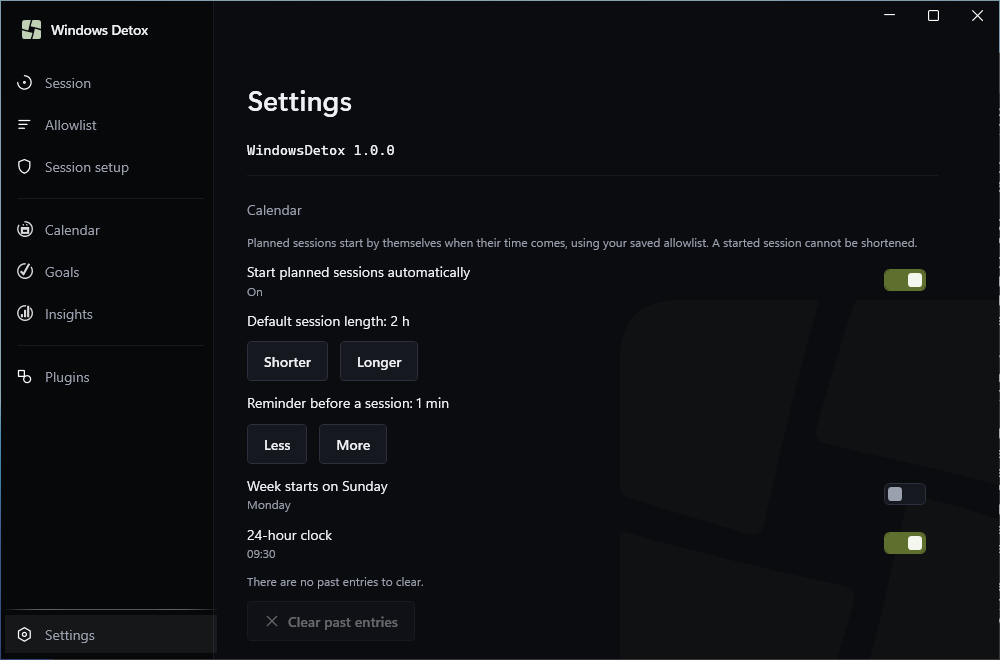 Windows Detox
Session
Allowlist
Session setup
Calendar
Goals
Insights
Plugins
Settings
Settings
WindowsDetox 1.0.0
Calendar
Planned sessions start by themselves when their time comes, using your saved allowlist. A started session cannot be shortened.
Start planned sessions automatically
On
Default session length: 2 h
Shorter Longer
Reminder before a session: 1 min
Less More
Week starts on Sunday
Monday
24-hour clock
09:30
There are no past entries to clear.
Clear past entries